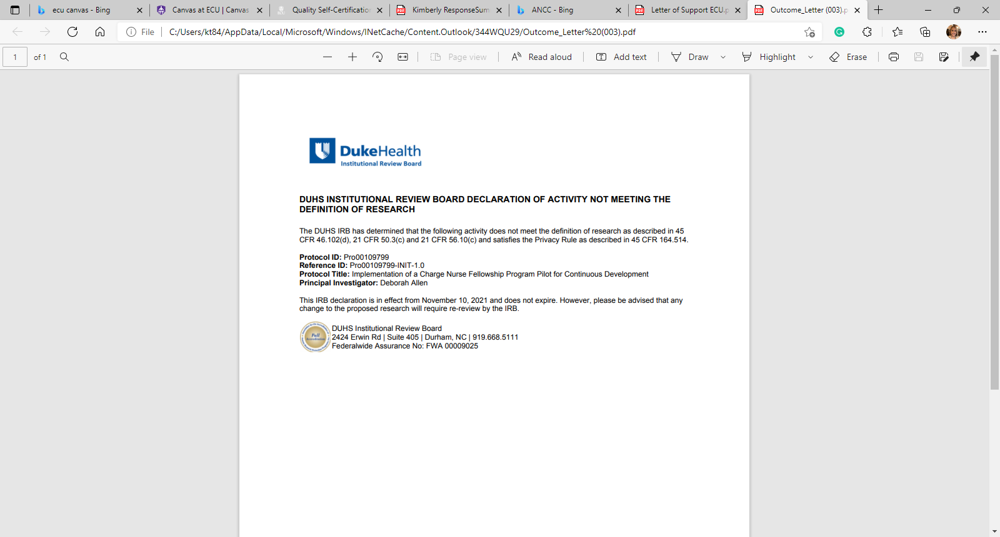 ecu canvas - Bing
Canvas at ECU | Canvas
Quality Self-Certification
Kimberly ResponseSum
ANCC - Bing
Letter of Support ECU.p
Outcome_Letter (003).p
File
C:/Users/kt84/AppData/Local/Microsoft/Windows/INetCache/Content.Outlook/344WQU29/Outcome_Letter%20(003).pdf
1 of 1
Page view
Read aloud
Add text
Draw
Highlight
Erase
DukeHealth
Institutional Review Board
DUHS INSTITUTIONAL REVIEW BOARD DECLARATION OF ACTIVITY NOT MEETING THE
DEFINITION OF RESEARCH
The DUHS IRB has determined that the following activity does not meet the definition of research as described in 45
CFR 46.102(d), 21 CFR 50.3(c) and 21 CFR 56.10(c) and satisfies the Privacy Rule as described in 45 CFR 164.514.
Protocol ID: Pro00109799
Reference ID: Pro00109799-INIT-1.0
Protocol Title: Implementation of a Charge Nurse Fellowship Program Pilot for Continuous Development
Principal Investigator: Deborah Allen
This IRB declaration is in effect from November 10, 2021 and does not expire. However, please be advised that any
change to the proposed research will require re-review by the IRB.
Full
DUHS Institutional Review Board
2424 Erwin Rd | Suite 405 | Durham, NC | 919.668.5111
Federalwide Assurance No: FWA 00009025